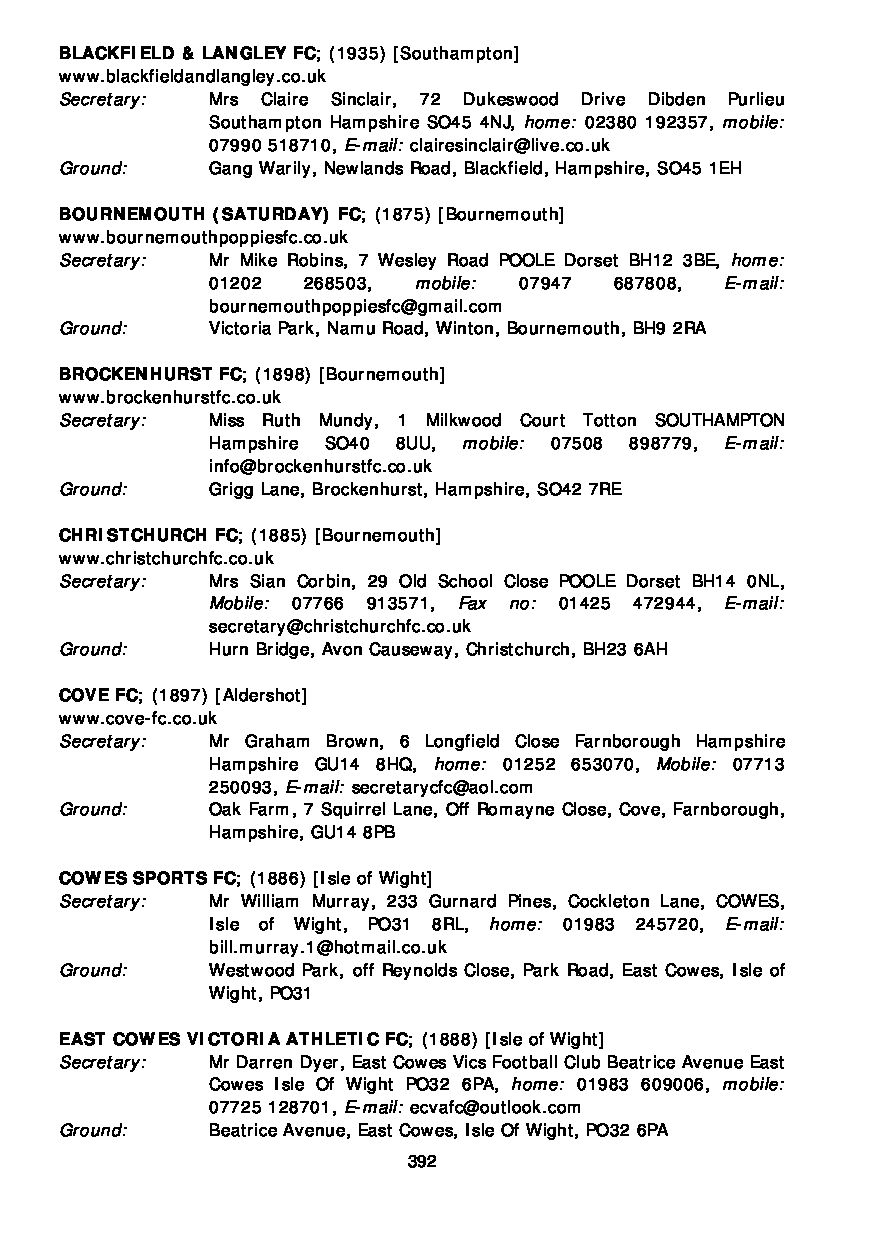 BLACKFIELD & LANGLEY FC; (1935) [Southampton]
www.blackfieldandlangley.co.uk
Secretary: Mrs Claire Sinclair, 72 Dukeswood Drive Dibden Purlieu
Southampton Hampshire SO45 4NJ, home: 02380 192357, mobile:
07990 518710, E-mail: clairesinclair@live.co.uk
Ground: Gang Warily, Newlands Road, Blackfield, Hampshire, SO45 1EH
BOURNEMOUTH (SATURDAY) FC; (1875) [Bournemouth]
www.bournemouthpoppiesfc.co.uk
Secretary: Mr Mike Robins, 7 Wesley Road POOLE Dorset BH12 3BE, home:
01202 268503, mobile: 07947 687808, E-mail:
bournemouthpoppiesfc@gmail.com
Ground: Victoria Park, Namu Road, Winton, Bournemouth, BH9 2RA
BROCKENHURST FC; (1898) [Bournemouth]
www.brockenhurstfc.co.uk
Secretary: Miss Ruth Mundy, 1 Milkwood Court Totton SOUTHAMPTON
Hampshire SO40 8UU, mobile: 07508 898779, E-mail:
info@brockenhurstfc.co.uk
Ground: Grigg Lane, Brockenhurst, Hampshire, SO42 7RE
CHRISTCHURCH FC; (1885) [Bournemouth]
www.christchurchfc.co.uk
Secretary: Mrs Sian Corbin, 29 Old School Close POOLE Dorset BH14 0NL,
Mobile: 07766 913571, Fax no: 01425 472944, E-mail:
secretary@christchurchfc.co.uk
Ground: Hurn Bridge, Avon Causeway, Christchurch, BH23 6AH
COVE FC; (1897) [Aldershot]
www.cove-fc.co.uk
Secretary: Mr Graham Brown, 6 Longfield Close Farnborough Hampshire
Hampshire GU14 8HQ, home: 01252 653070, Mobile: 07713
250093, E-mail: secretarycfc@aol.com
Ground: Oak Farm, 7 Squirrel Lane, Off Romayne Close, Cove, Farnborough,
Hampshire, GU14 8PB
COWES SPORTS FC; (1886) [Isle of Wight]
Secretary: Mr William Murray, 233 Gurnard Pines, Cockleton Lane, COWES,
Isle of Wight, PO31 8RL, home: 01983 245720, E-mail:
bill.murray.1@hotmail.co.uk
Ground: Westwood Park, off Reynolds Close, Park Road, East Cowes, Isle of
Wight, PO31
EAST COWES VICTORIA ATHLETIC FC; (1888) [Isle of Wight]
Secretary: Mr Darren Dyer, East Cowes Vics Football Club Beatrice Avenue East
Cowes Isle Of Wight PO32 6PA, home: 01983 609006, mobile:
07725 128701, E-mail: ecvafc@outlook.com
Ground: Beatrice Avenue, East Cowes, Isle Of Wight, PO32 6PA
392